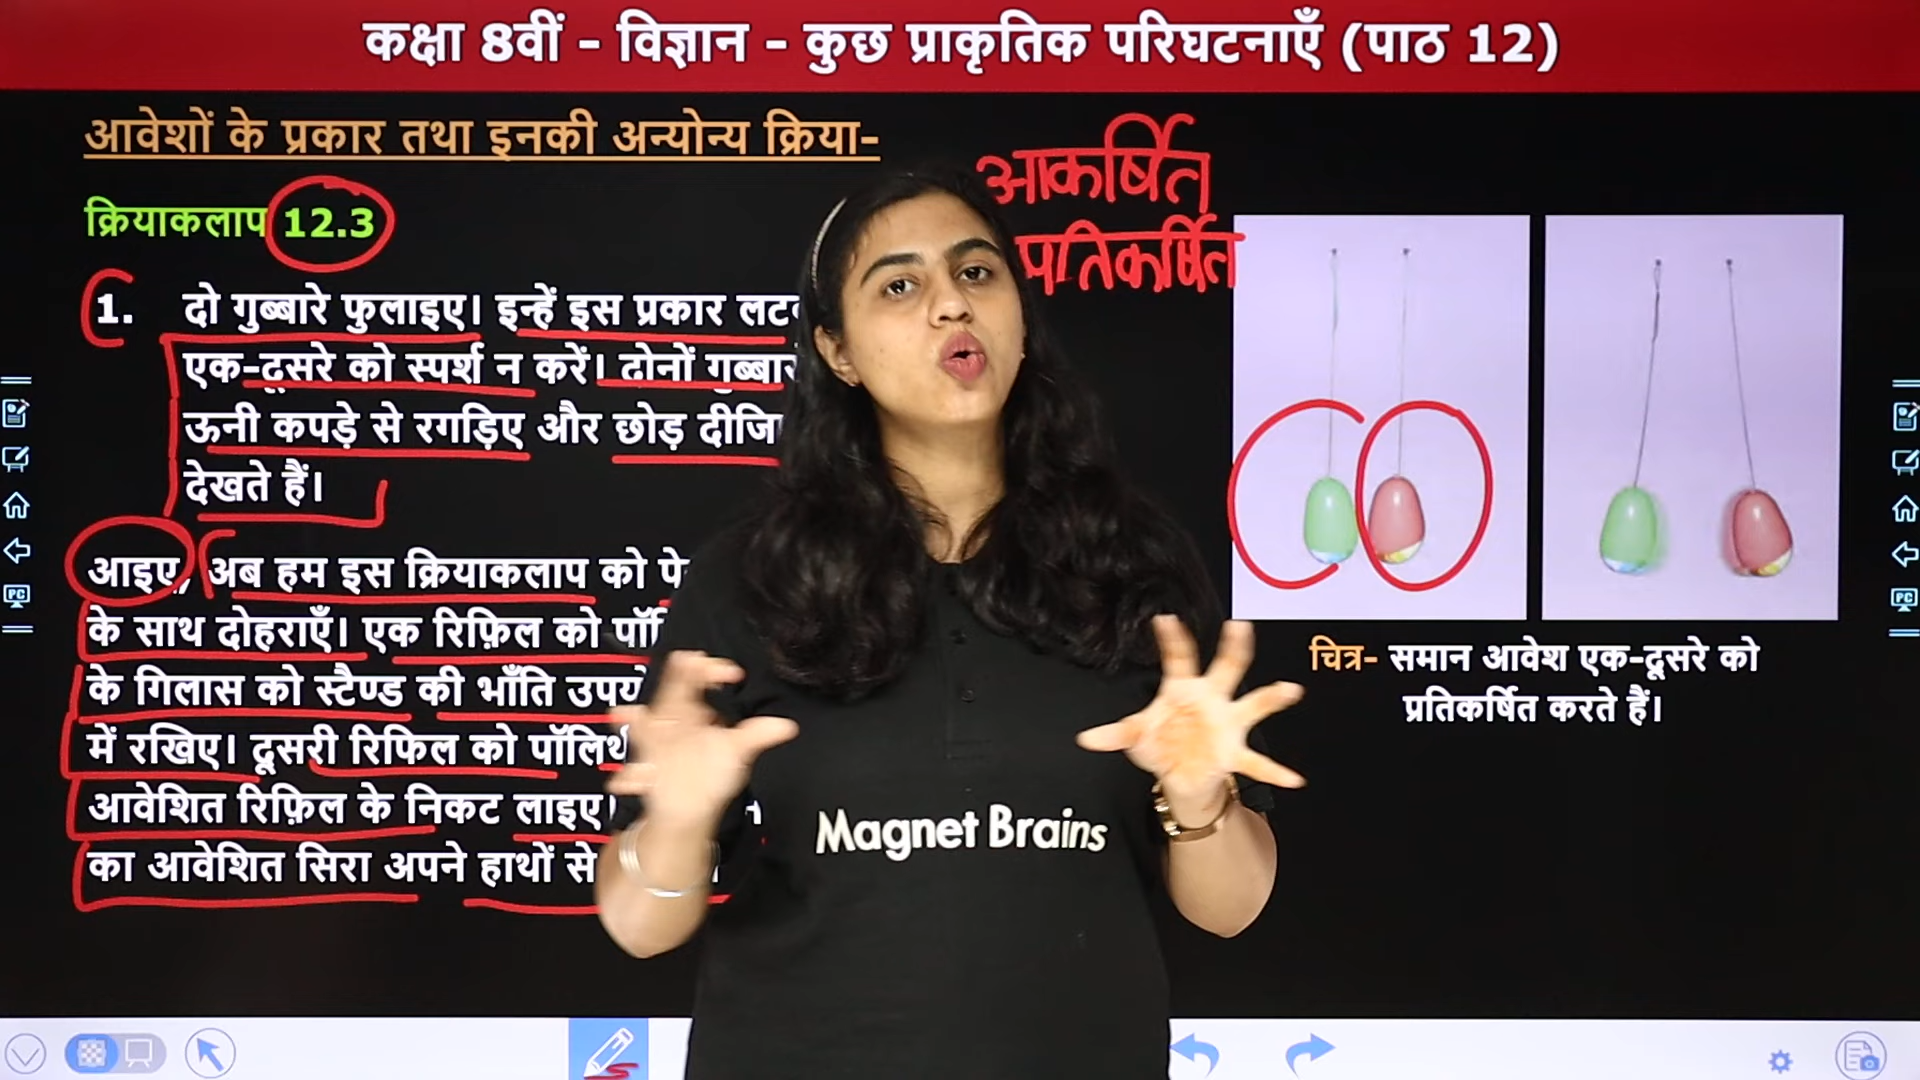 कक्षा 8वीं - विज्ञान - कुछ प्राकृतिक परिघटनाएँ (पाठ 12)
आवेशों के प्रकार तथा इनकी अन्योन्य क्रिया-
आकर्षित
क्रियाकलाप 12.3
प्रतिकर्षित
1. दो गुब्बारे फुलाइए। इन्हें इस प्रकार
एक-दूसरे को स्पर्श न करें। दोनों
ऊनी कपड़े से रगड़िए और छोड़
देखते हैं।
आइए, अब हम इस क्रियाकलाप को
के साथ दोहराएँ। एक रिफ़िल को
के गिलास को स्टैण्ड की भाँति
में रखिए। दूसरी रिफिल को
आवेशित रिफ़िल के निकट लाइए।
का आवेशित सिरा अपने हाथों से
चित्र- समान आवेश एक-दूसरे को
प्रतिकर्षित करते हैं।
Magnet Brains
PC
PC